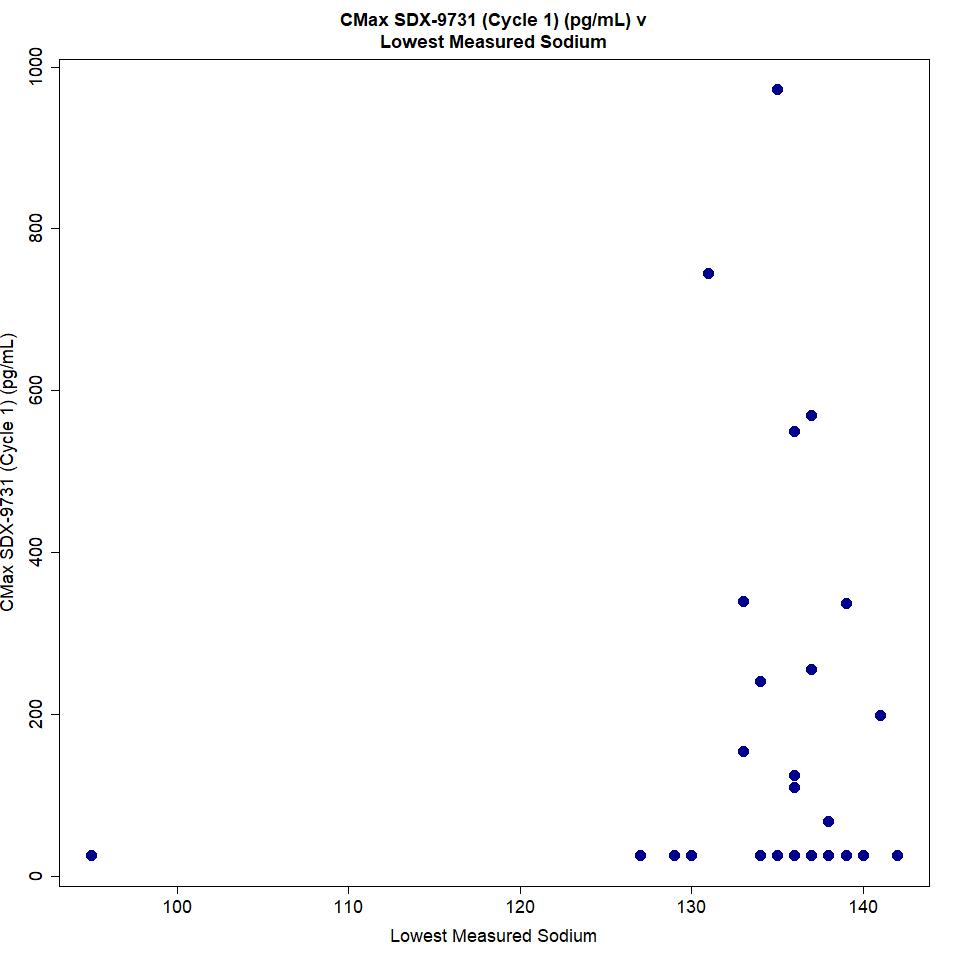 CMax SDX-9731 (Cycle 1) (pg/mL) v
Lowest Measured Sodium
1000
800
600
400
200
0
CMax SDX-9731 (Cycle 1) (pg/mL)
100
110
120
130
140
Lowest Measured Sodium